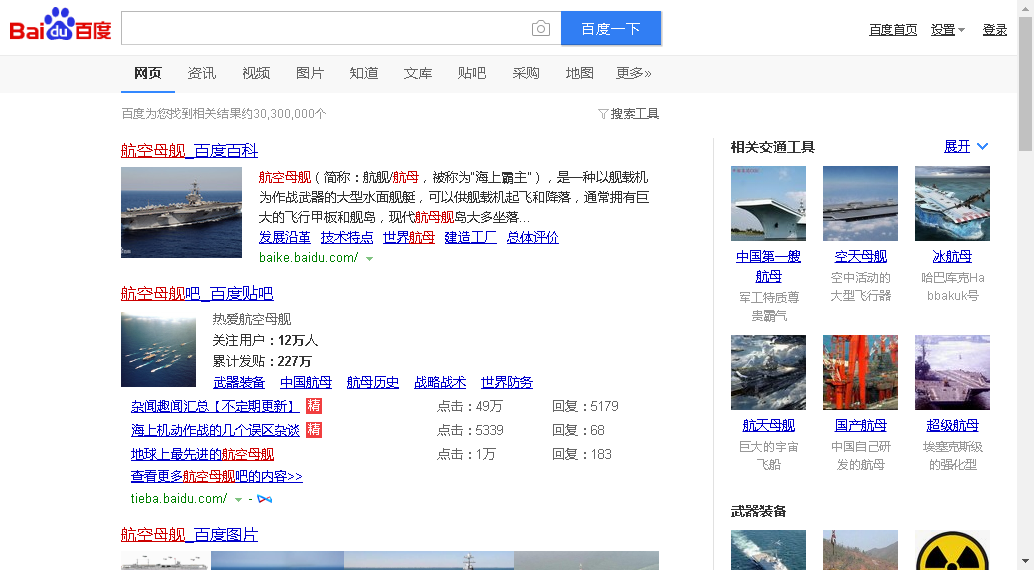 Bai du 百度
百度一下
百度首页 设置 登录
网页 资讯 视频 图片 知道 文库 贴吧 采购 地图 更多»
百度为您找到相关结果约30,300,000个
搜索工具
航空母舰_百度百科
航空母舰（简称：航舰/航母，被称为"海上霸主"），是一种以舰载机
为作战武器的大型水面舰艇，可以供舰载机起飞和降落，通常拥有巨
大的飞行甲板和舰岛，现代航母舰岛大多坐落...
发展沿革 技术特点 世界航母 建造工厂 总体评价
baike.baidu.com/
航空母舰吧_百度贴吧
热爱航空母舰
关注用户：12万人
累计发贴：227万
武器装备 中国航母 航母历史 战略战术 世界防务
杂闻趣闻汇总【不定期更新】 精 点击：49万 回复：5179
海上机动作战的几个误区杂谈 精 点击：5339 回复：68
地球上最先进的航空母舰 点击：1万 回复：183
查看更多航空母舰吧的内容>>
tieba.baidu.com/ -
航空母舰_百度图片
相关交通工具 展开
中国第一艘
航母
军工特质尊
贵霸气
空天母舰
空中活动的
大型飞行器
冰航母
哈巴库克Ha
bbakuk号
航天母舰
巨大的宇宙
飞船
国产航母
中国自己研
发的航母
超级航母
埃塞克斯级
的强化型
武器装备